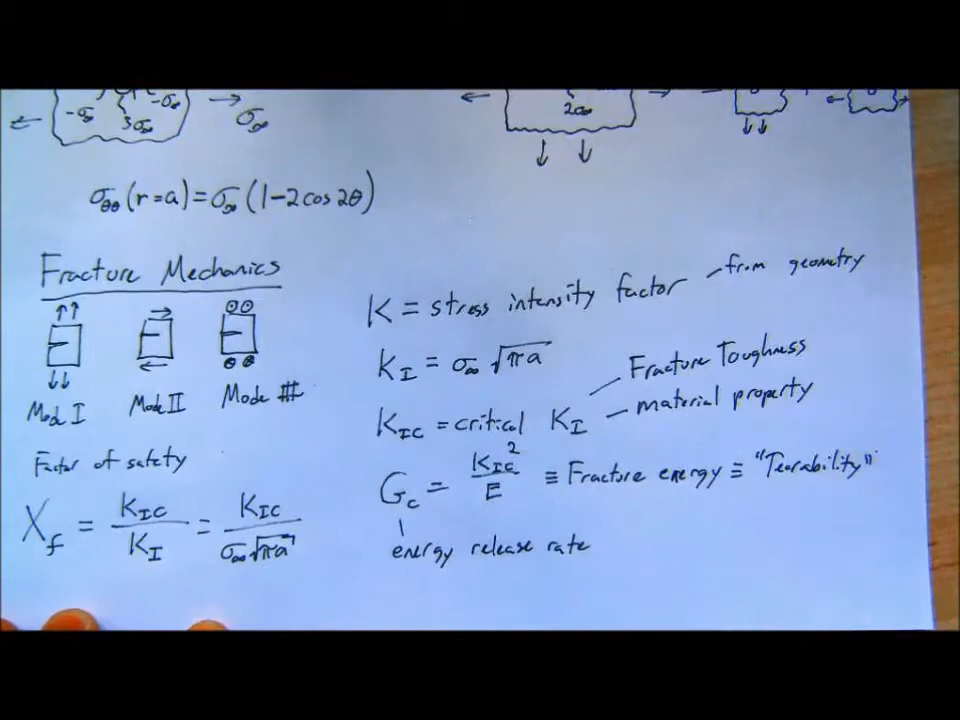 -σ∞ -σ∞
3σ∞ σ∞
2σ∞
σθθ(r=a)=σ∞(1-2cos2θ)
Fracture Mechanics
Mode I Mode II Mode III
Factor of safety
Xf = KIC/KI = KIC/σ∞√πa
K = stress intensity factor - from geometry
KI = σ∞ √πa
KIC = critical KI
Fracture Toughness
material property
Gc = KIC²/E ≡ Fracture energy ≡ "Tearability"
energy release rate